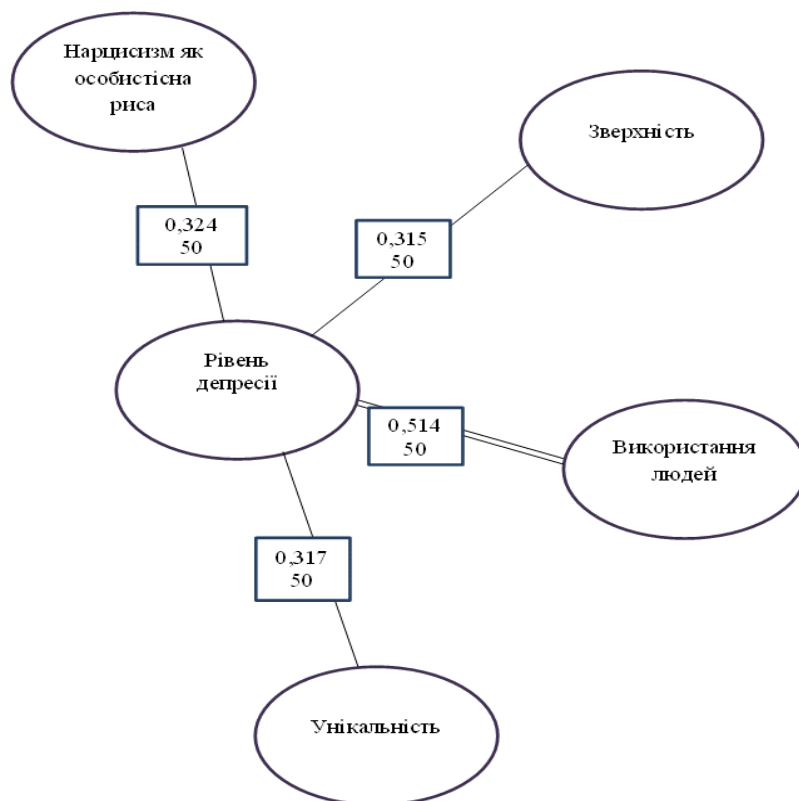 Нарцисизм як
особистісна
риса
Зверхність
0,324
50
0,315
50
Рівень
депресії
0,514
50
Використання
людей
0,317
50
Унікальність